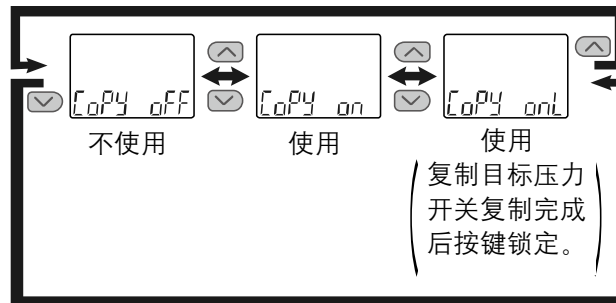 CoPY oFF
CoPY on
CoPY onL
不使用
使用
使用
复制目标压力
开关复制完成
后按键锁定。